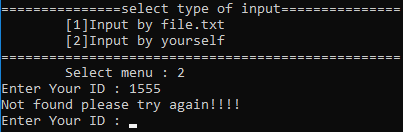 ===============select type of input===============
[1]Input by file.txt
[2]Input by yourself
==================================================
Select menu : 2
Enter Your ID : 1555
Not found please try again!!!!
Enter Your ID :